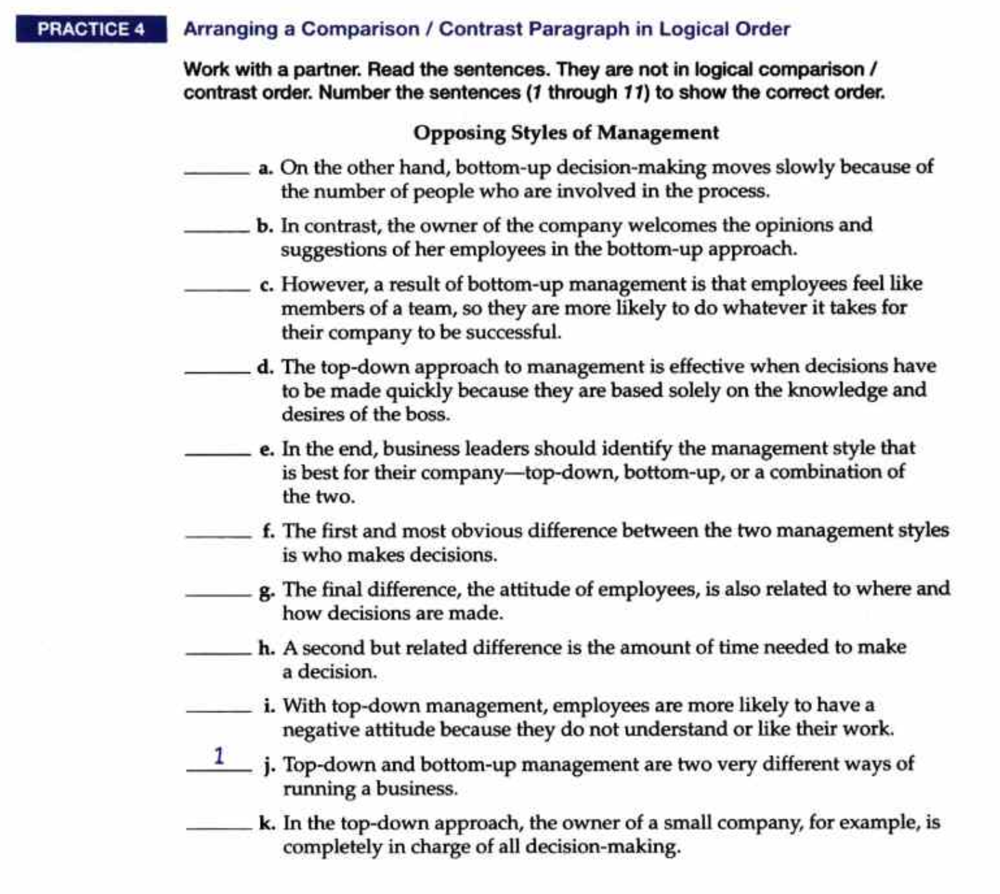 PRACTICE 4 Arranging a Comparison / Contrast Paragraph in Logical Order
Work with a partner. Read the sentences. They are not in logical comparison /
contrast order. Number the sentences (1 through 11) to show the correct order.
Opposing Styles of Management
______ a. On the other hand, bottom-up decision-making moves slowly because of
the number of people who are involved in the process.
______ b. In contrast, the owner of the company welcomes the opinions and
suggestions of her employees in the bottom-up approach.
______ c. However, a result of bottom-up management is that employees feel like
members of a team, so they are more likely to do whatever it takes for
their company to be successful.
______ d. The top-down approach to management is effective when decisions have
to be made quickly because they are based solely on the knowledge and
desires of the boss.
______ e. In the end, business leaders should identify the management style that
is best for their company—top-down, bottom-up, or a combination of
the two.
______ f. The first and most obvious difference between the two management styles
is who makes decisions.
______ g. The final difference, the attitude of employees, is also related to where and
how decisions are made.
______ h. A second but related difference is the amount of time needed to make
a decision.
______ i. With top-down management, employees are more likely to have a
negative attitude because they do not understand or like their work.
1 j. Top-down and bottom-up management are two very different ways of
running a business.
______ k. In the top-down approach, the owner of a small company, for example, is
completely in charge of all decision-making.